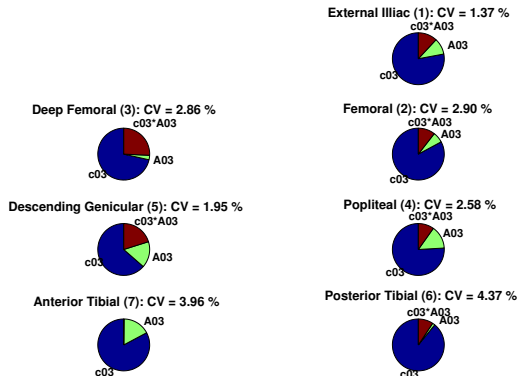 External Illiac (1): CV = 1.37 %
c03*A03
A03
c03
Deep Femoral (3): CV = 2.86 %
c03*A03
A03
c03
Femoral (2): CV = 2.90 %
c03*A03
A03
c03
Descending Genicular (5): CV = 1.95 %
c03*A03
A03
c03
Popliteal (4): CV = 2.58 %
c03*A03
A03
c03
Anterior Tibial (7): CV = 3.96 %
A03
c03
Posterior Tibial (6): CV = 4.37 %
c03*A03
A03
c03